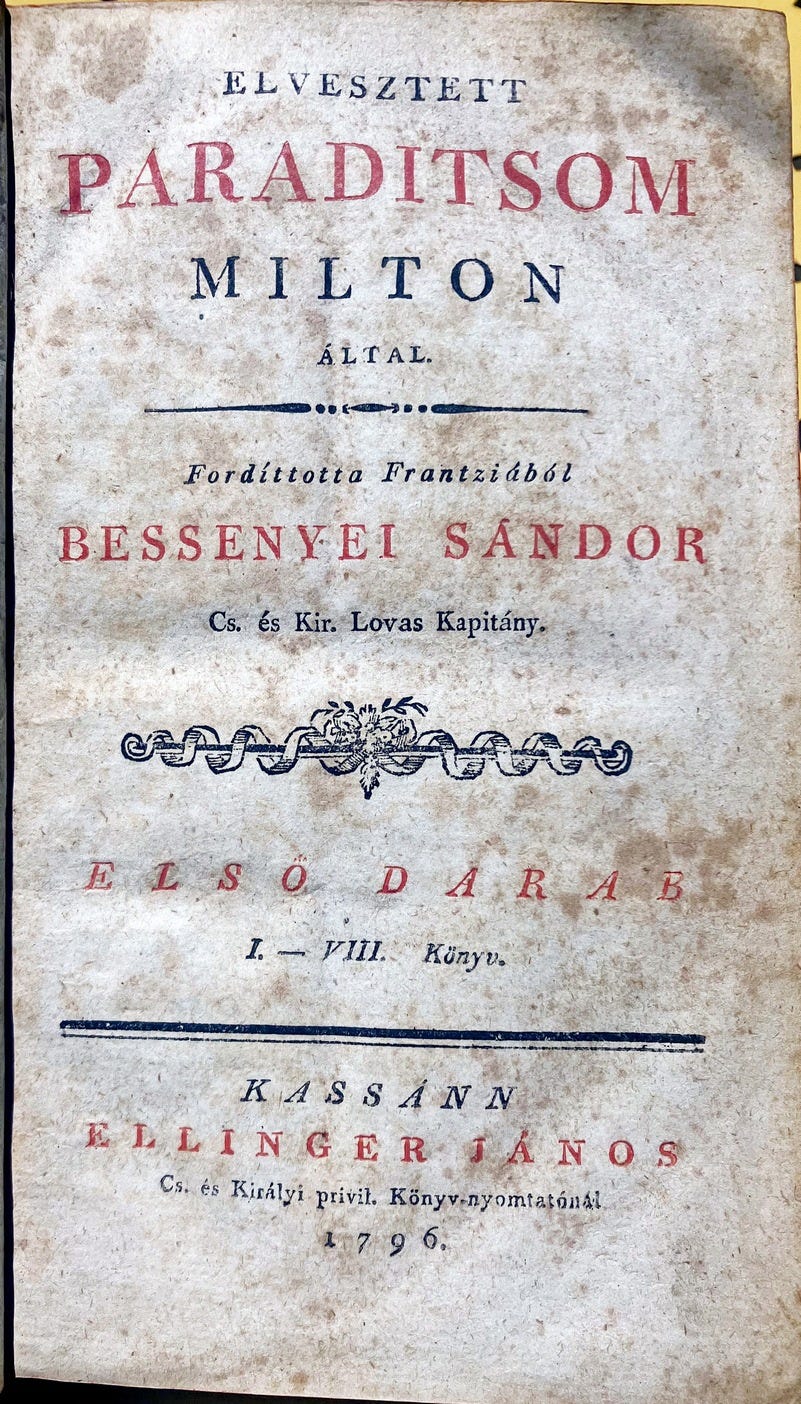 ELVESZTETT
PARADITSOM
MILTON
ÁLTAL.
Fordíttotta Frantziából
BESSENYEI SÁNDOR
Cs. és Kir. Lovas Kapitány.
ELSŐ DARAB
I. — VIII. Könyv.
KASSÁNN
ELLINGER JÁNOS
Cs. és Királyi privil. Könyv-nyomtatónál
1796.